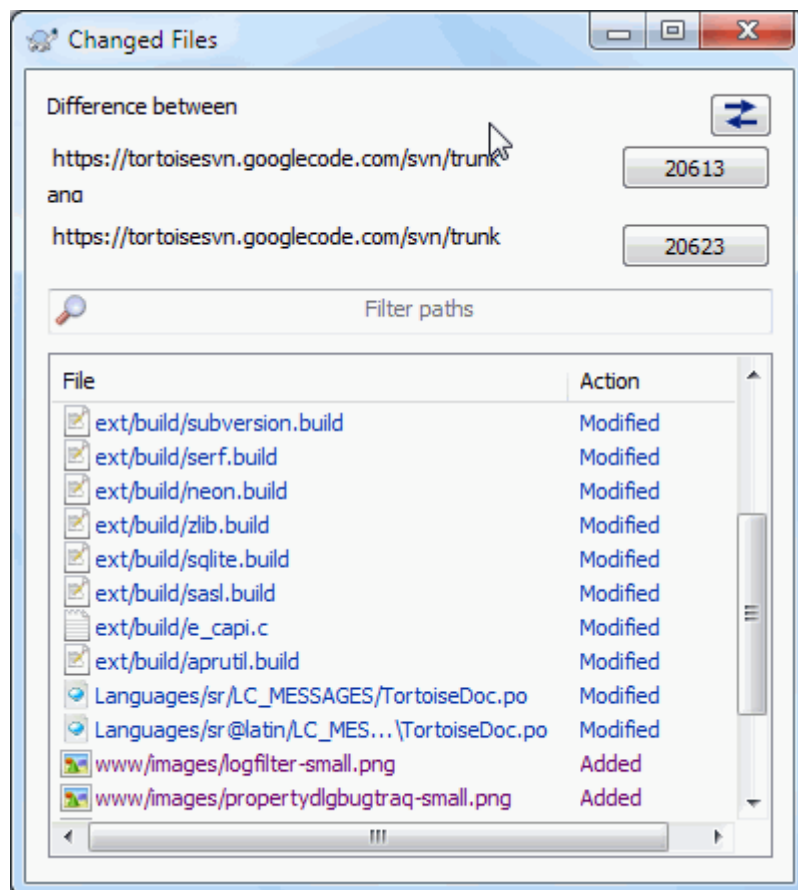 Changed Files
Difference between
https://tortoisesvn.googlecode.com/svn/trunk
20613
and
https://tortoisesvn.googlecode.com/svn/trunk
20623
Filter paths
File Action
ext/build/subversion.build Modified
ext/build/serf.build Modified
ext/build/neon.build Modified
ext/build/zlib.build Modified
ext/build/sqlite.build Modified
ext/build/sasl.build Modified
ext/build/e_capi.c Modified
ext/build/aprutil.build Modified
Languages/sr/LC_MESSAGES/TortoiseDoc.po Modified
Languages/sr@latin/LC_MES...\TortoiseDoc.po Modified
www/images/logfilter-small.png Added
www/images/propertydlgbugtraq-small.png Added